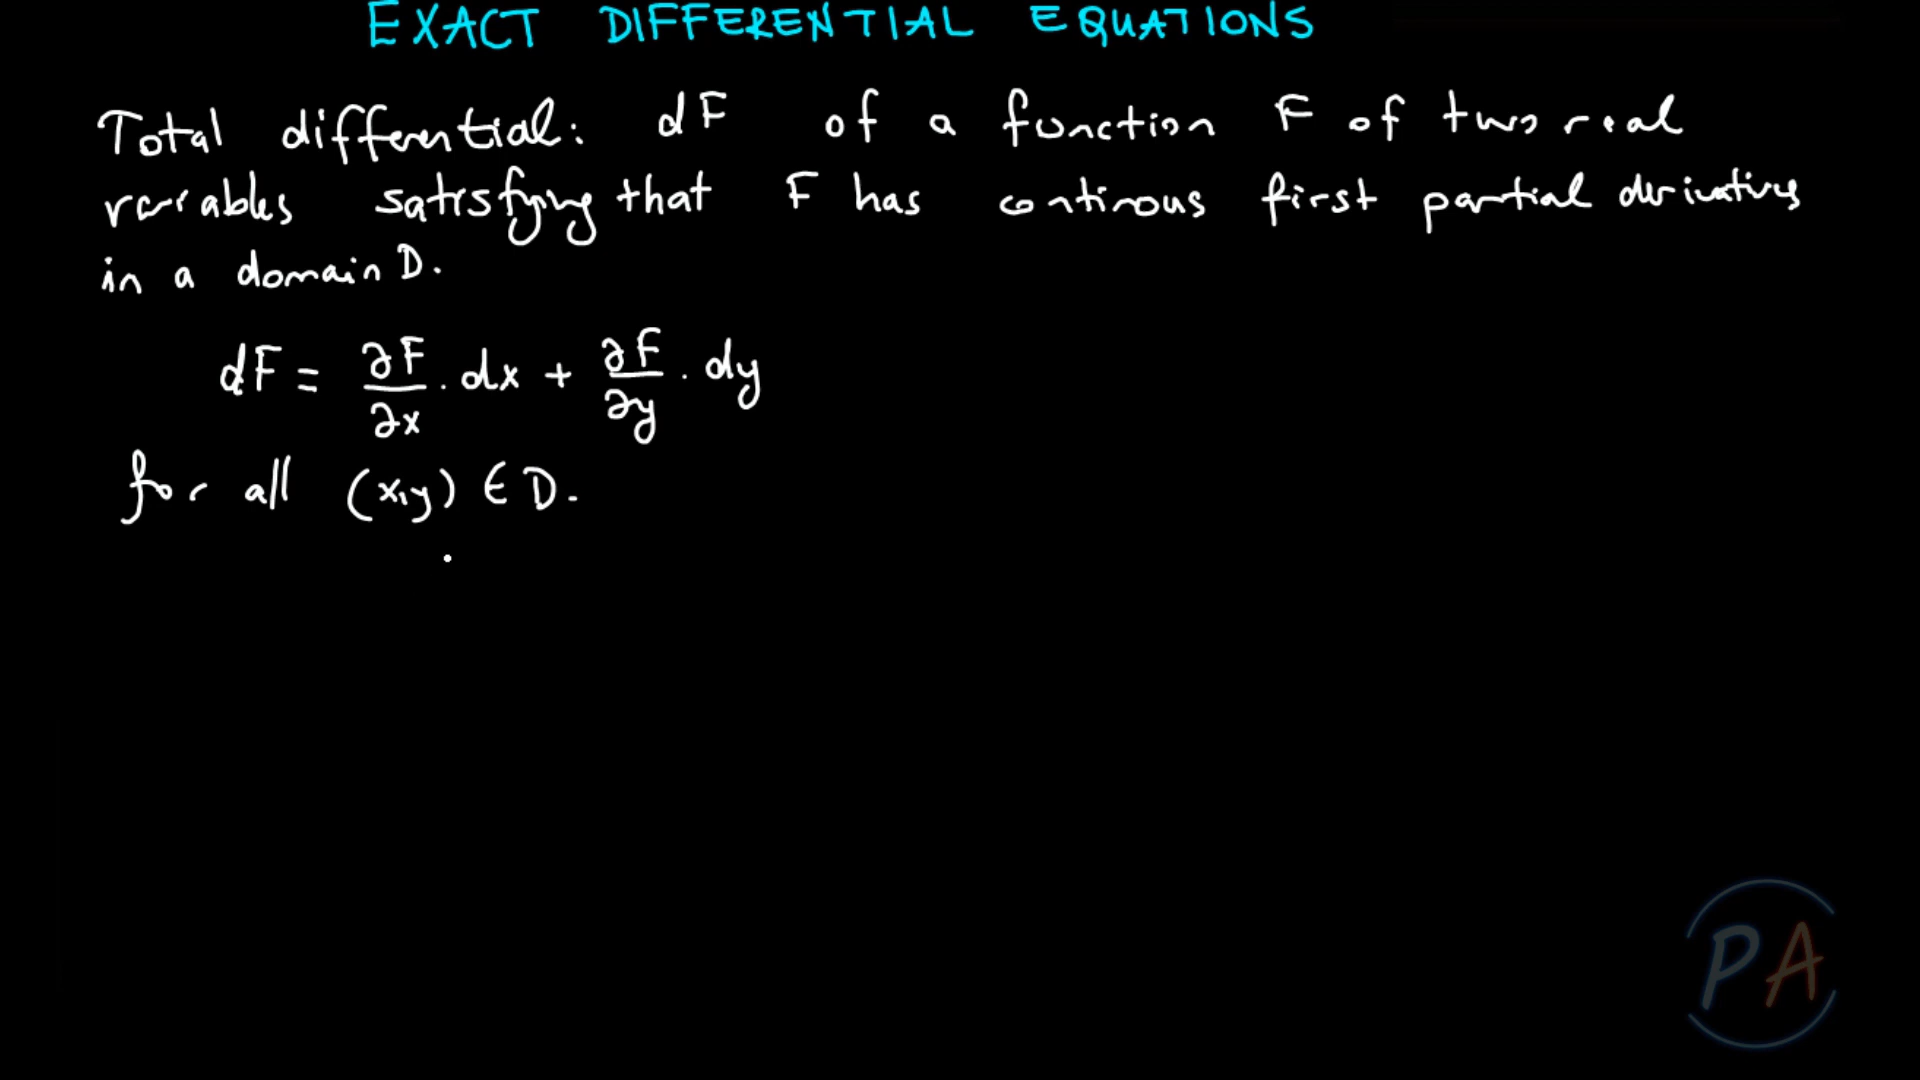 EXACT DIFFERENTIAL EQUATIONS
Total differential: dF of a function F of two real
variables satisfying that F has continous first partial derivatives
in a domain D.
dF = ∂F/∂x . dx + ∂F/∂y . dy
for all (x,y) ∈ D.
PA